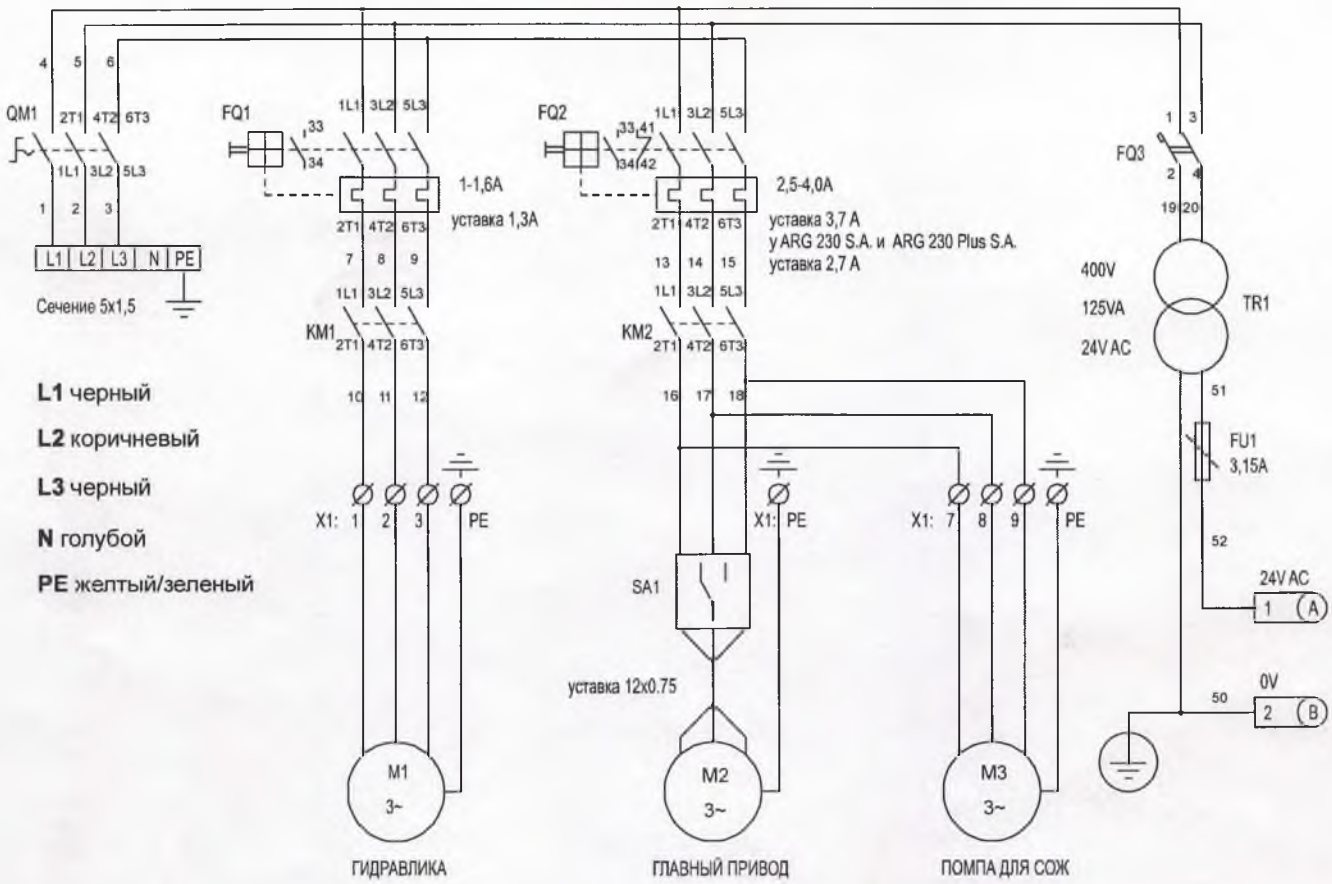 4 5 6
QM1
2T1 4T2 6T3
1L1 3L2 5L3
1 2 3
L1 L2 L3 N PE
Сечение 5x1,5
L1 черный
L2 коричневый
L3 черный
N голубой
PE желтый/зеленый
FQ1
33
34
1L1 3L2 5L3
1-1,6A
уставка 1,3A
2T1 4T2 6T3
7 8 9
1L1 3L2 5L3
KM1
2T1 4T2 6T3
10 11 12
X1: 1 2 3 PE
M1
3~
ГИДРАВЛИКА
FQ2
33 41
34 42
1L1 3L2 5L3
2,5-4,0A
уставка 3,7 A
у ARG 230 S.A. и ARG 230 Plus S.A.
уставка 2,7 A
2T1 4T2 6T3
13 14 15
1L1 3L2 5L3
KM2
2T1 4T2 6T3
16 17 18
X1: PE
SA1
уставка 12x0.75
M2
3~
ГЛАВНЫЙ ПРИВОД
X1: 7 8 9 PE
M3
3~
ПОМПА ДЛЯ СОЖ
1 3
FQ3
2 4
19 20
400V
125VA
24V AC
TR1
51
FU1
3,15A
52
24V AC
1 A
0V
50
2 B